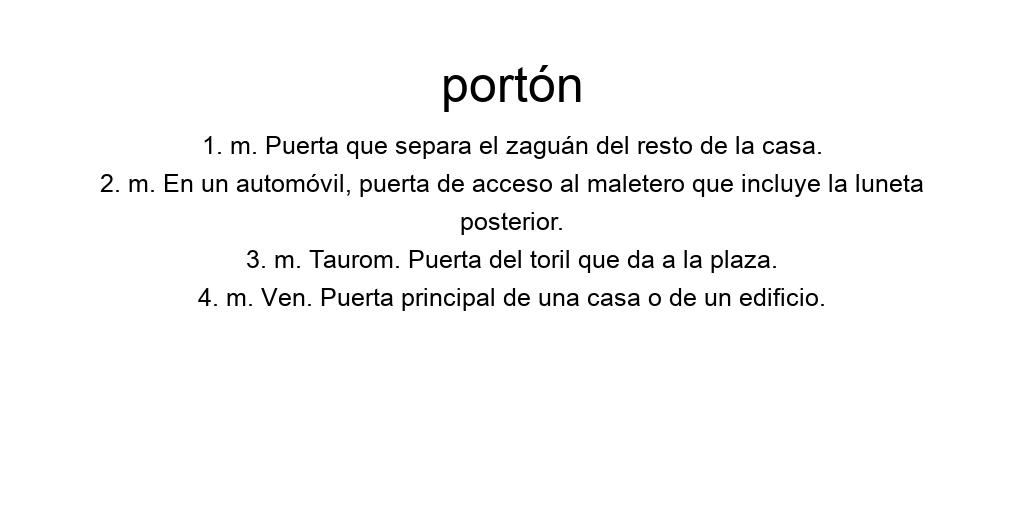 portón
1. m. Puerta que separa el zaguán del resto de la casa.
2. m. En un automóvil, puerta de acceso al maletero que incluye la luneta
posterior.
3. m. Taurom. Puerta del toril que da a la plaza.
4. m. Ven. Puerta principal de una casa o de un edificio.